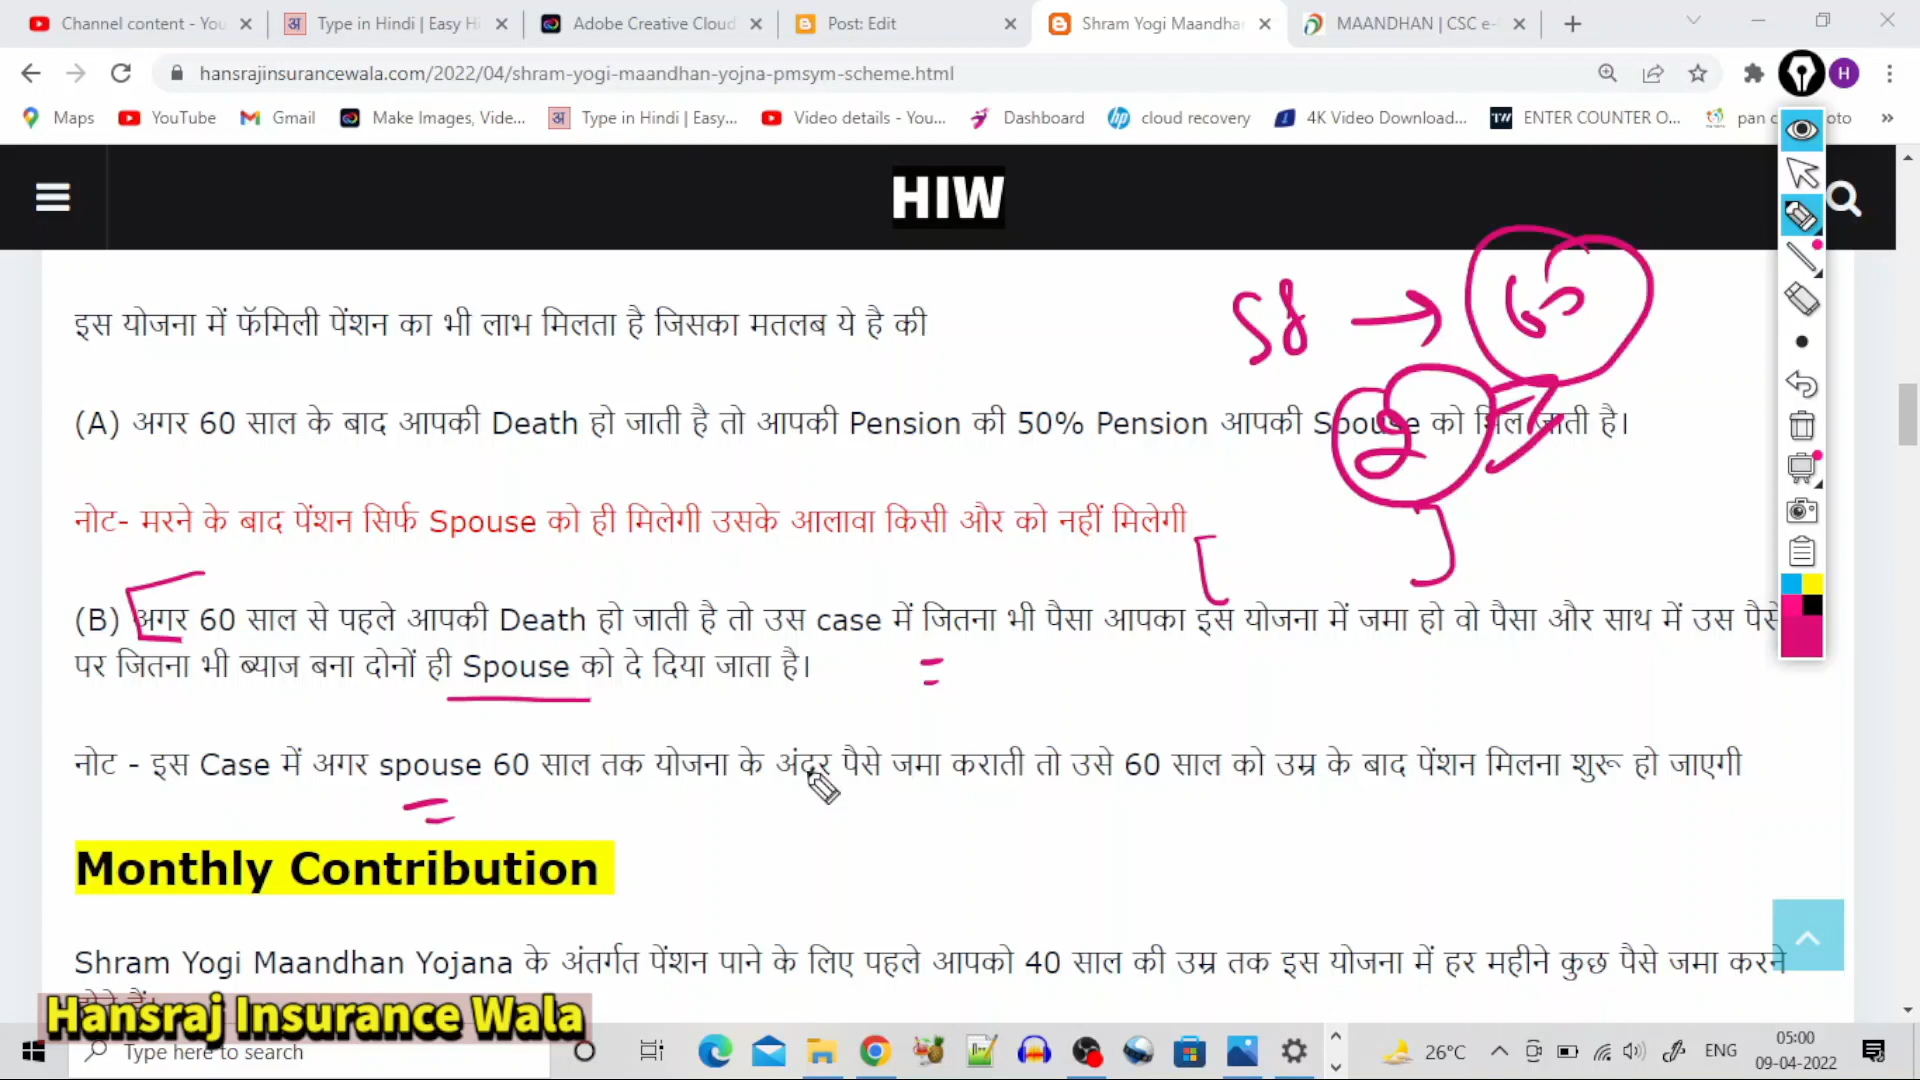 Channel content - You
Type in Hindi | Easy Hi
Adobe Creative Cloud
Post: Edit
Shram Yogi Maandhan
MAANDHAN | CSC e-
hansrajinsurancewala.com/2022/04/shram-yogi-maandhan-yojna-pmsym-scheme.html
H
Maps
YouTube
Gmail
Make Images, Vide...
Type in Hindi | Easy...
Video details - You...
Dashboard
cloud recovery
4K Video Download...
ENTER COUNTER O...
HIW
58 → 60
2
इस योजना में फॅमिली पेंशन का भी लाभ मिलता है जिसका मतलब ये है की
(A) अगर 60 साल के बाद आपकी Death हो जाती है तो आपकी Pension की 50% Pension आपकी Spouse को मिल जाती है।
नोट- मरने के बाद पेंशन सिर्फ Spouse को ही मिलेगी उसके आलावा किसी और को नहीं मिलेगी
(B) अगर 60 साल से पहले आपकी Death हो जाती है तो उस case में जितना भी पैसा आपका इस योजना में जमा हो वो पैसा और साथ में उस पैसे
पर जितना भी ब्याज बना दोनों ही Spouse को दे दिया जाता है।
नोट - इस Case में अगर spouse 60 साल तक योजना के अंदर पैसे जमा कराती तो उसे 60 साल को उम्र के बाद पेंशन मिलना शुरू हो जाएगी
Monthly Contribution
Shram Yogi Maandhan Yojana के अंतर्गत पेंशन पाने के लिए पहले आपको 40 साल की उम्र तक इस योजना में हर महीने कुछ पैसे जमा करने
Hansraj Insurance Wala
Type here to search
26°C
ENG
05:00
09-04-2022